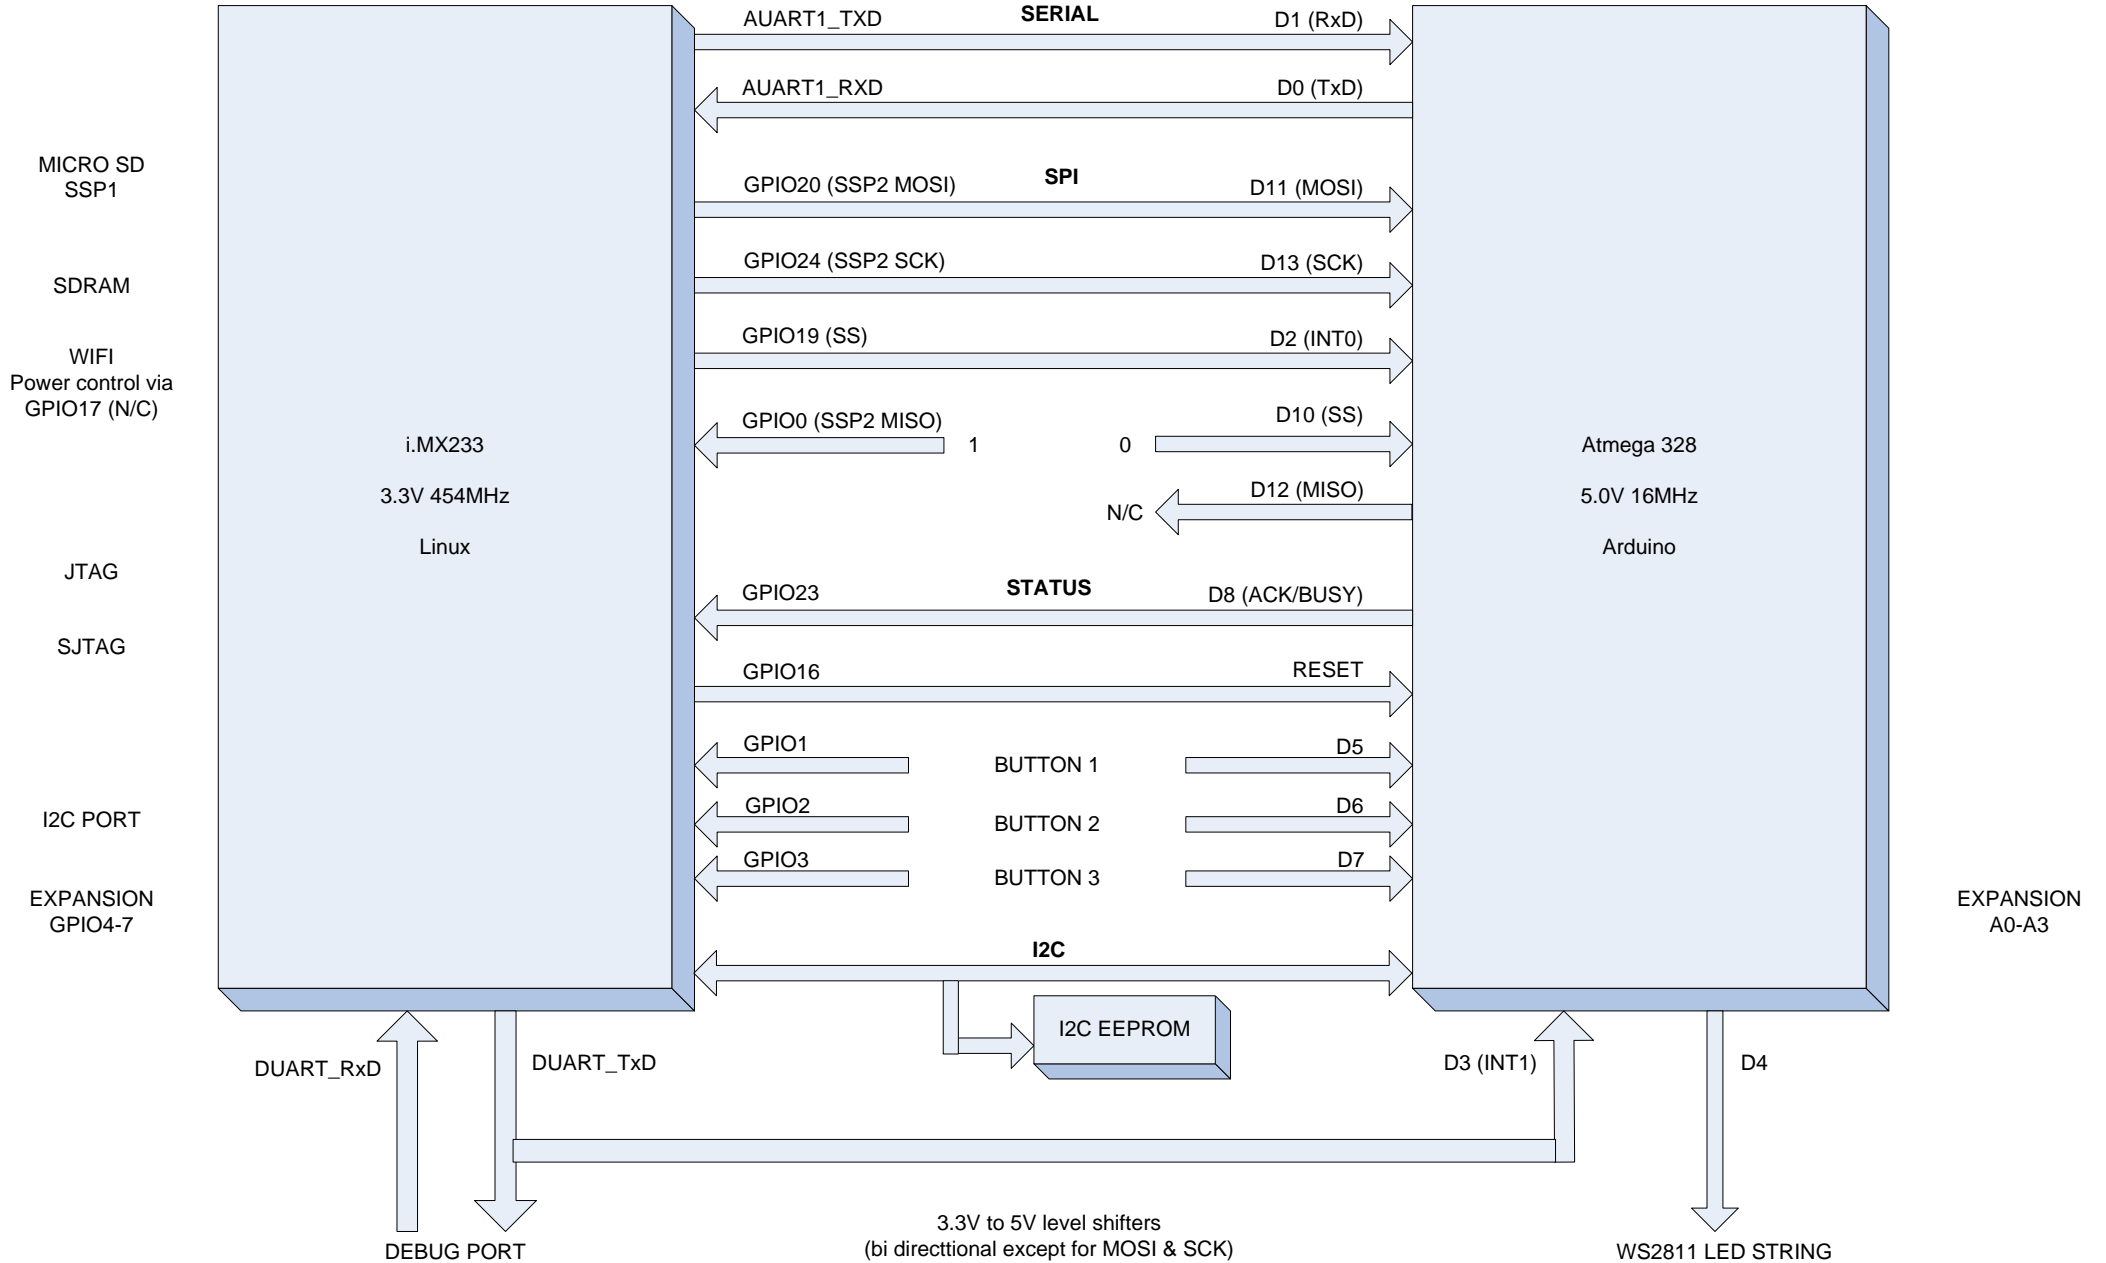 AUART1_TXD
SERIAL
D1 (RxD)
AUART1_RXD
D0 (TxD)
MICRO SD
SSP1
GPIO20 (SSP2 MOSI)
SPI
D11 (MOSI)
GPIO24 (SSP2 SCK)
D13 (SCK)
SDRAM
GPIO19 (SS)
D2 (INT0)
WIFI
Power control via
GPIO17 (N/C)
GPIO0 (SSP2 MISO)
1
0
D10 (SS)
i.MX233
3.3V 454MHz
Linux
Atmega 328
5.0V 16MHz
Arduino
D12 (MISO)
N/C
JTAG
GPIO23
STATUS
D8 (ACK/BUSY)
SJTAG
GPIO16
RESET
GPIO1
BUTTON 1
D5
I2C PORT
GPIO2
BUTTON 2
D6
GPIO3
BUTTON 3
D7
EXPANSION
GPIO4-7
EXPANSION
A0-A3
I2C
I2C EEPROM
DUART_RxD
DUART_TxD
D3 (INT1)
D4
DEBUG PORT
3.3V to 5V level shifters
(bi directtional except for MOSI & SCK)
WS2811 LED STRING